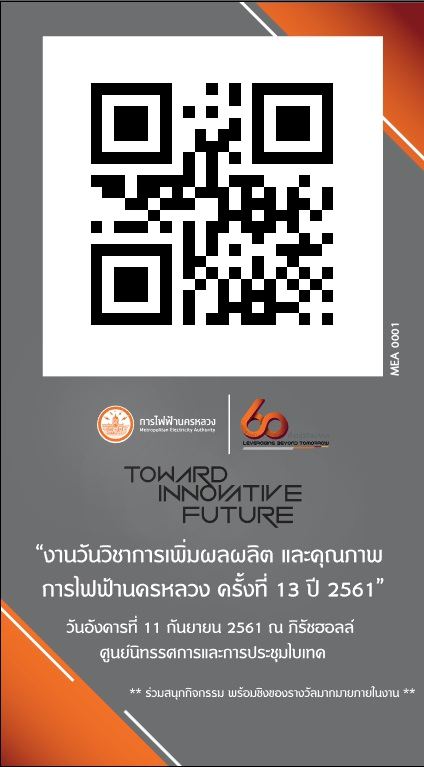 MEA 0001
การไฟฟ้านครหลวง
Metropolitan Electricity Authority
60
LEVERAGING BEYOND TOMORROW
TOWARD
INNOVATIVE
FUTURE
“งานวันวิชาการเพิ่มผลผลิต และคุณภาพ
การไฟฟ้านครหลวง ครั้งที่ 13 ปี 2561”
วันอังคารที่ 11 กันยายน 2561 ณ ภิรัชฮอลล์
ศูนย์นิทรรศการและการประชุมไบเทค
** ร่วมสนุกกิจกรรม พร้อมชิงของรางวัลมากมายภายในงาน **